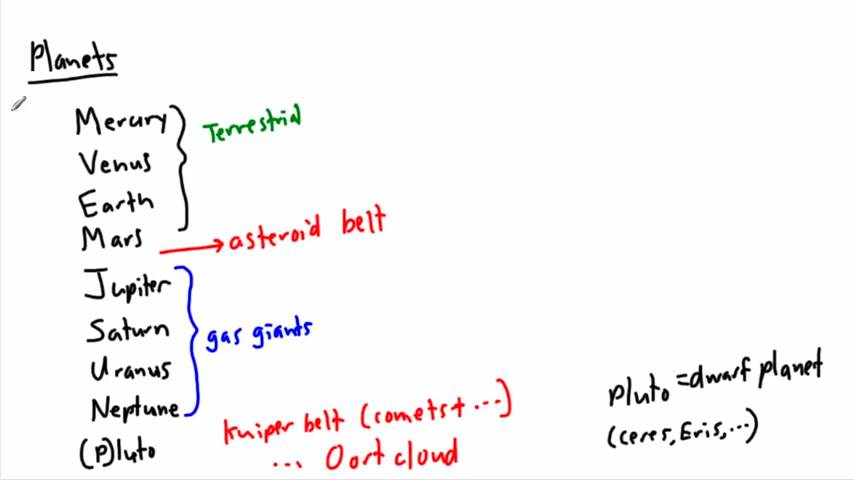 Planets
Mercury
Terrestrial
Venus
Earth
Mars
asteroid belt
Jupiter
Saturn
gas giants
Uranus
Neptune
(P)luto
Kuiper belt (comets + ...)
... Oort cloud
Pluto = dwarf planet
(Ceres, Eris, ...)